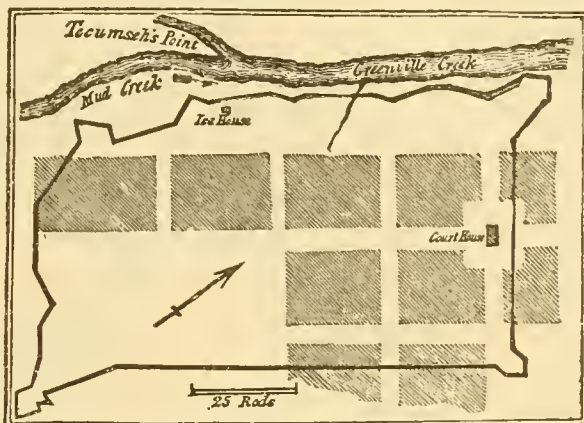 Tecumseh's Point
Greenville Creek
Mud Creek
Ice House
Court House
25 Rods